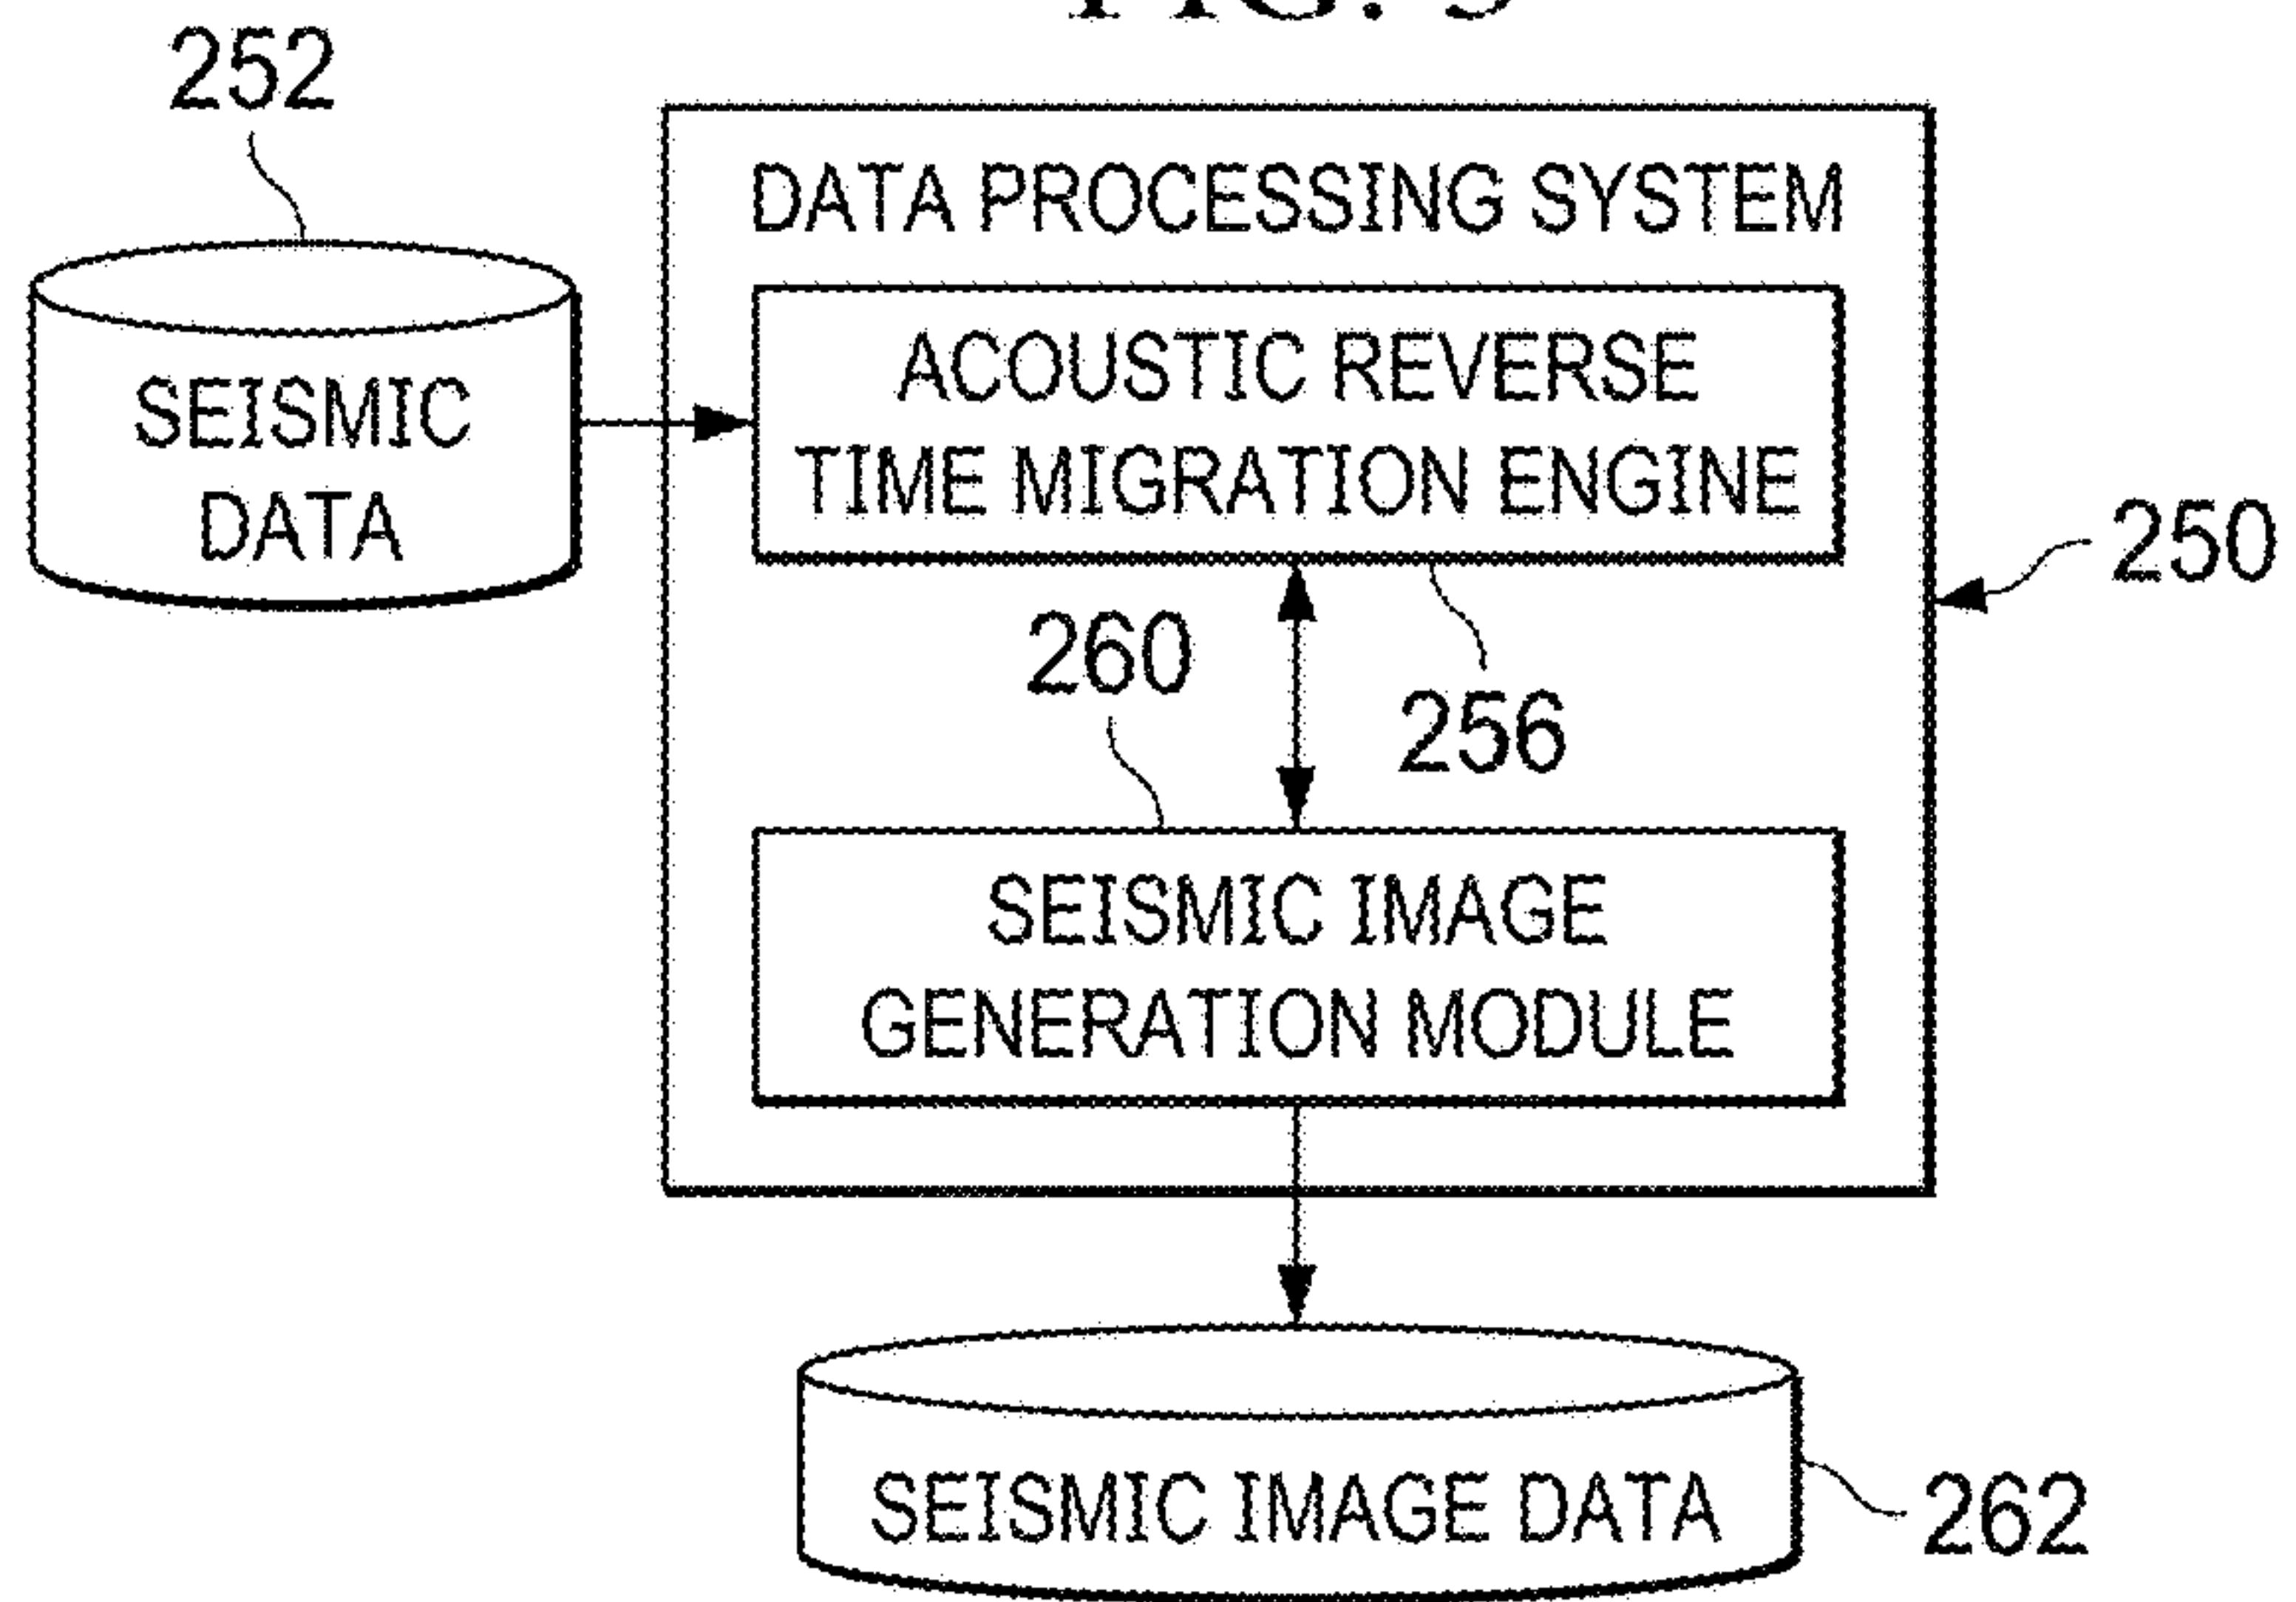 252
DATA PROCESSING SYSTEM
ACOUSTIC REVERSE
TIME MIGRATION ENGINE
SEISMIC
DATA
250
260
256
SEISMIC IMAGE
GENERATION MODULE
SEISMIC IMAGE DATA
262